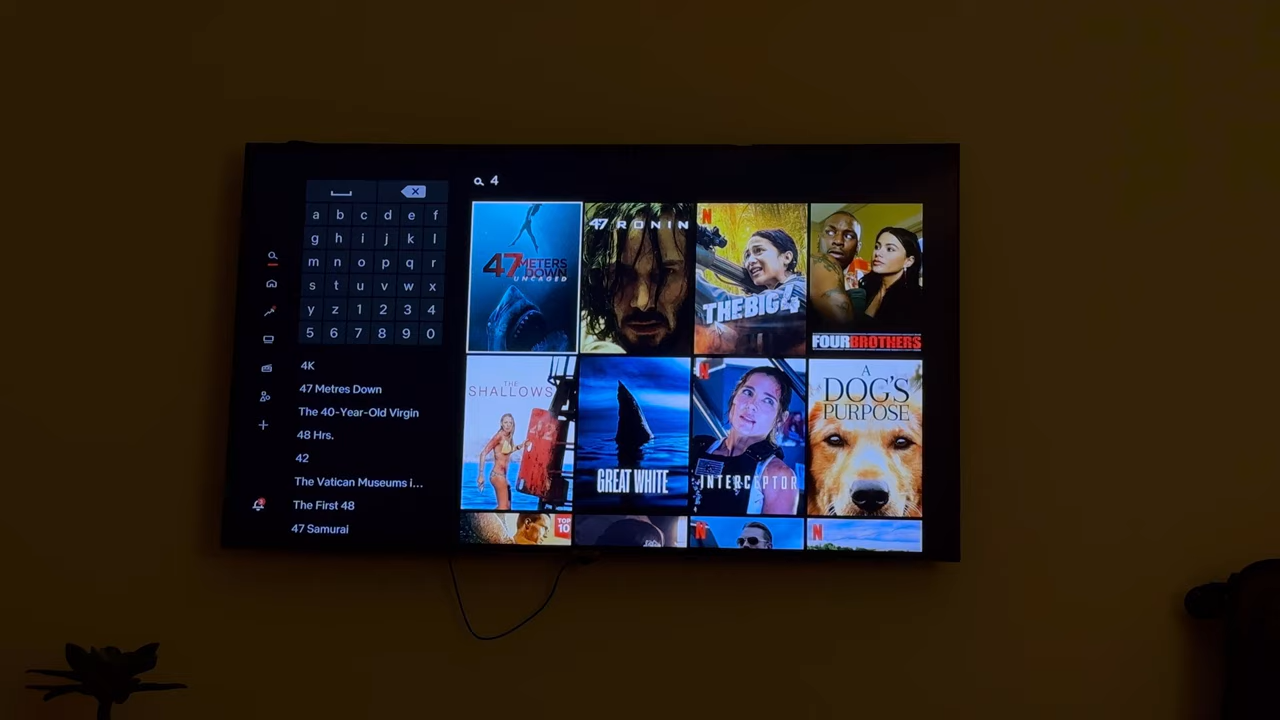 4
a b c d e f
g h i j k l
m n o p q r
s t u v w x
y z 1 2 3 4
5 6 7 8 9 0
4K
47 Metres Down
The 40-Year-Old Virgin
48 Hrs.
42
The Vatican Museums i...
The First 48
47 Samurai
47 METERS
DOWN
UNCAGED
47 RONIN
N
THE BIG 4
FOUR BROTHERS
THE
SHALLOWS
42
GREAT WHITE
N
INTERCEPTOR
A
DOG'S
PURPOSE
TOP
10
N
N